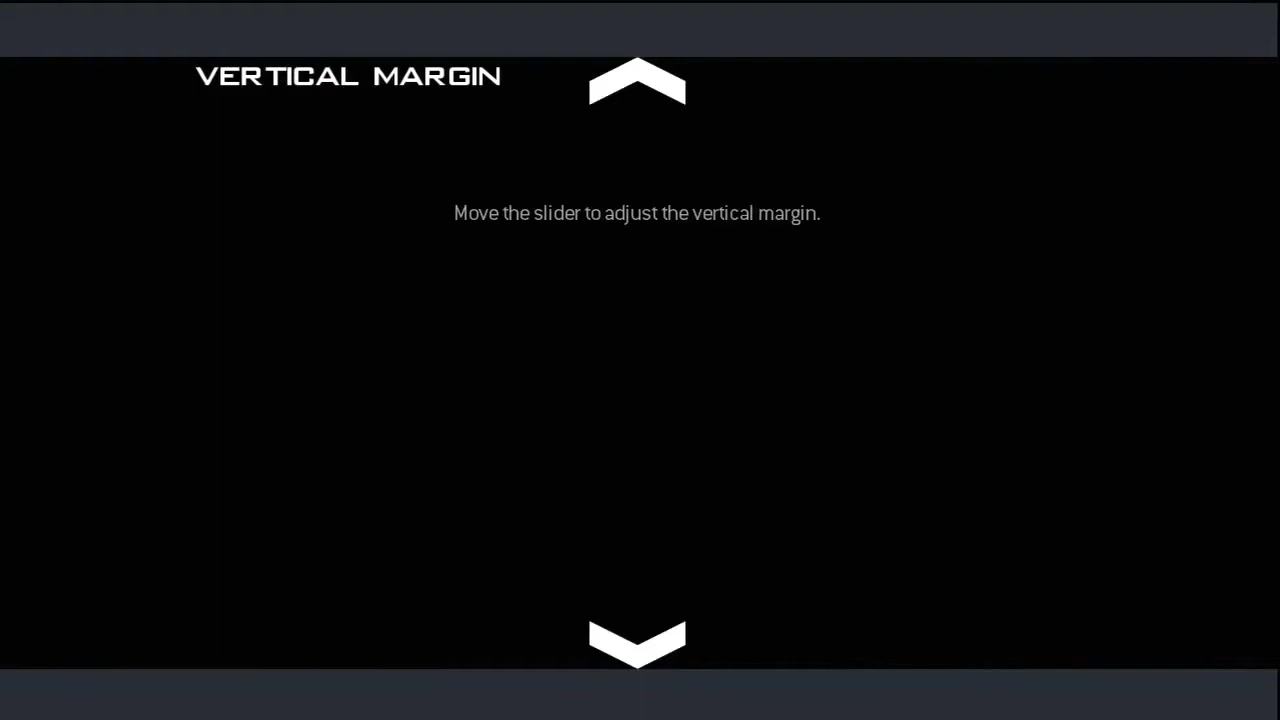 VERTICAL MARGIN
Move the slider to adjust the vertical margin.